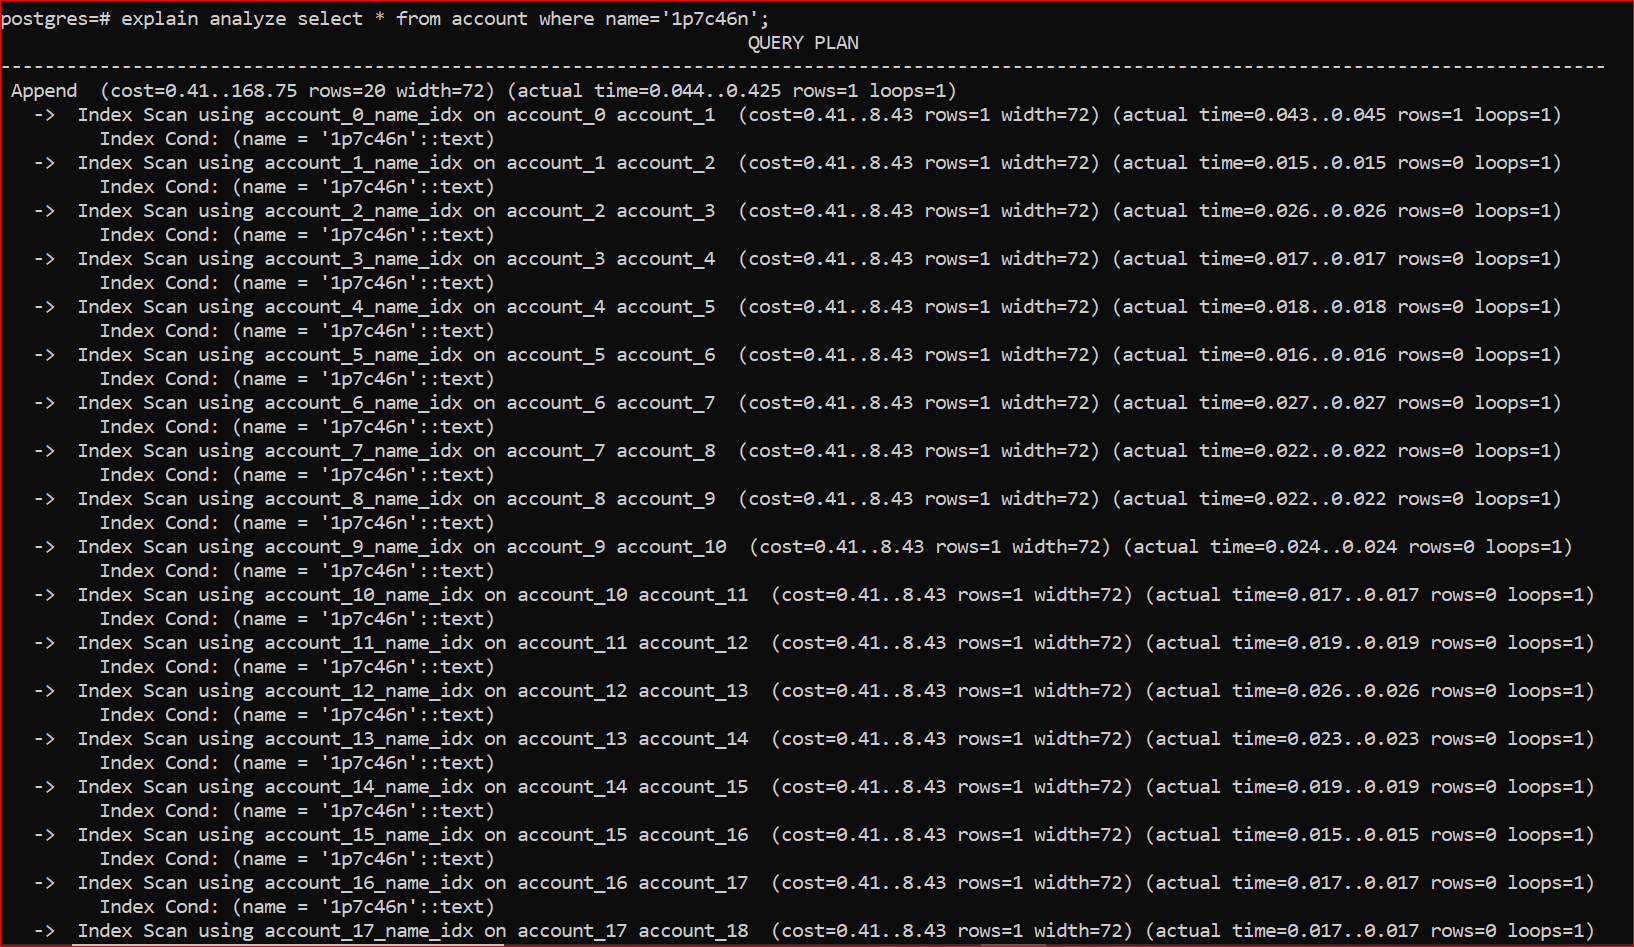 postgres=# explain analyze select * from account where name='1p7c46n';
QUERY PLAN
--------------------------------------------------------------------------------------------------------------------------------------------------
Append  (cost=0.41..168.75 rows=20 width=72) (actual time=0.044..0.425 rows=1 loops=1)
  ->  Index Scan using account_0_name_idx on account_0 account_1  (cost=0.41..8.43 rows=1 width=72) (actual time=0.043..0.045 rows=1 loops=1)
        Index Cond: (name = '1p7c46n'::text)
  ->  Index Scan using account_1_name_idx on account_1 account_2  (cost=0.41..8.43 rows=1 width=72) (actual time=0.015..0.015 rows=0 loops=1)
        Index Cond: (name = '1p7c46n'::text)
  ->  Index Scan using account_2_name_idx on account_2 account_3  (cost=0.41..8.43 rows=1 width=72) (actual time=0.026..0.026 rows=0 loops=1)
        Index Cond: (name = '1p7c46n'::text)
  ->  Index Scan using account_3_name_idx on account_3 account_4  (cost=0.41..8.43 rows=1 width=72) (actual time=0.017..0.017 rows=0 loops=1)
        Index Cond: (name = '1p7c46n'::text)
  ->  Index Scan using account_4_name_idx on account_4 account_5  (cost=0.41..8.43 rows=1 width=72) (actual time=0.018..0.018 rows=0 loops=1)
        Index Cond: (name = '1p7c46n'::text)
  ->  Index Scan using account_5_name_idx on account_5 account_6  (cost=0.41..8.43 rows=1 width=72) (actual time=0.016..0.016 rows=0 loops=1)
        Index Cond: (name = '1p7c46n'::text)
  ->  Index Scan using account_6_name_idx on account_6 account_7  (cost=0.41..8.43 rows=1 width=72) (actual time=0.027..0.027 rows=0 loops=1)
        Index Cond: (name = '1p7c46n'::text)
  ->  Index Scan using account_7_name_idx on account_7 account_8  (cost=0.41..8.43 rows=1 width=72) (actual time=0.022..0.022 rows=0 loops=1)
        Index Cond: (name = '1p7c46n'::text)
  ->  Index Scan using account_8_name_idx on account_8 account_9  (cost=0.41..8.43 rows=1 width=72) (actual time=0.022..0.022 rows=0 loops=1)
        Index Cond: (name = '1p7c46n'::text)
  ->  Index Scan using account_9_name_idx on account_9 account_10  (cost=0.41..8.43 rows=1 width=72) (actual time=0.024..0.024 rows=0 loops=1)
        Index Cond: (name = '1p7c46n'::text)
  ->  Index Scan using account_10_name_idx on account_10 account_11  (cost=0.41..8.43 rows=1 width=72) (actual time=0.017..0.017 rows=0 loops=1)
        Index Cond: (name = '1p7c46n'::text)
  ->  Index Scan using account_11_name_idx on account_11 account_12  (cost=0.41..8.43 rows=1 width=72) (actual time=0.019..0.019 rows=0 loops=1)
        Index Cond: (name = '1p7c46n'::text)
  ->  Index Scan using account_12_name_idx on account_12 account_13  (cost=0.41..8.43 rows=1 width=72) (actual time=0.026..0.026 rows=0 loops=1)
        Index Cond: (name = '1p7c46n'::text)
  ->  Index Scan using account_13_name_idx on account_13 account_14  (cost=0.41..8.43 rows=1 width=72) (actual time=0.023..0.023 rows=0 loops=1)
        Index Cond: (name = '1p7c46n'::text)
  ->  Index Scan using account_14_name_idx on account_14 account_15  (cost=0.41..8.43 rows=1 width=72) (actual time=0.019..0.019 rows=0 loops=1)
        Index Cond: (name = '1p7c46n'::text)
  ->  Index Scan using account_15_name_idx on account_15 account_16  (cost=0.41..8.43 rows=1 width=72) (actual time=0.015..0.015 rows=0 loops=1)
        Index Cond: (name = '1p7c46n'::text)
  ->  Index Scan using account_16_name_idx on account_16 account_17  (cost=0.41..8.43 rows=1 width=72) (actual time=0.017..0.017 rows=0 loops=1)
        Index Cond: (name = '1p7c46n'::text)
  ->  Index Scan using account_17_name_idx on account_17 account_18  (cost=0.41..8.43 rows=1 width=72) (actual time=0.017..0.017 rows=0 loops=1)